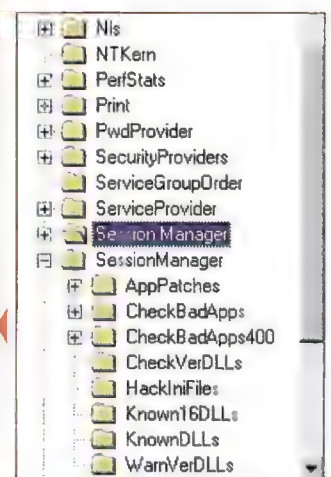 Nls
NTKern
PerfStats
Print
PwdProvider
SecurityProviders
ServiceGroupOrder
ServiceProvider
Session Manager
SessionManager
AppPatches
CheckBadApps
CheckBadApps400
CheckVerDLLs
HackIniFiles
Known16DLLs
KnownDLLs
WarnVerDLLs